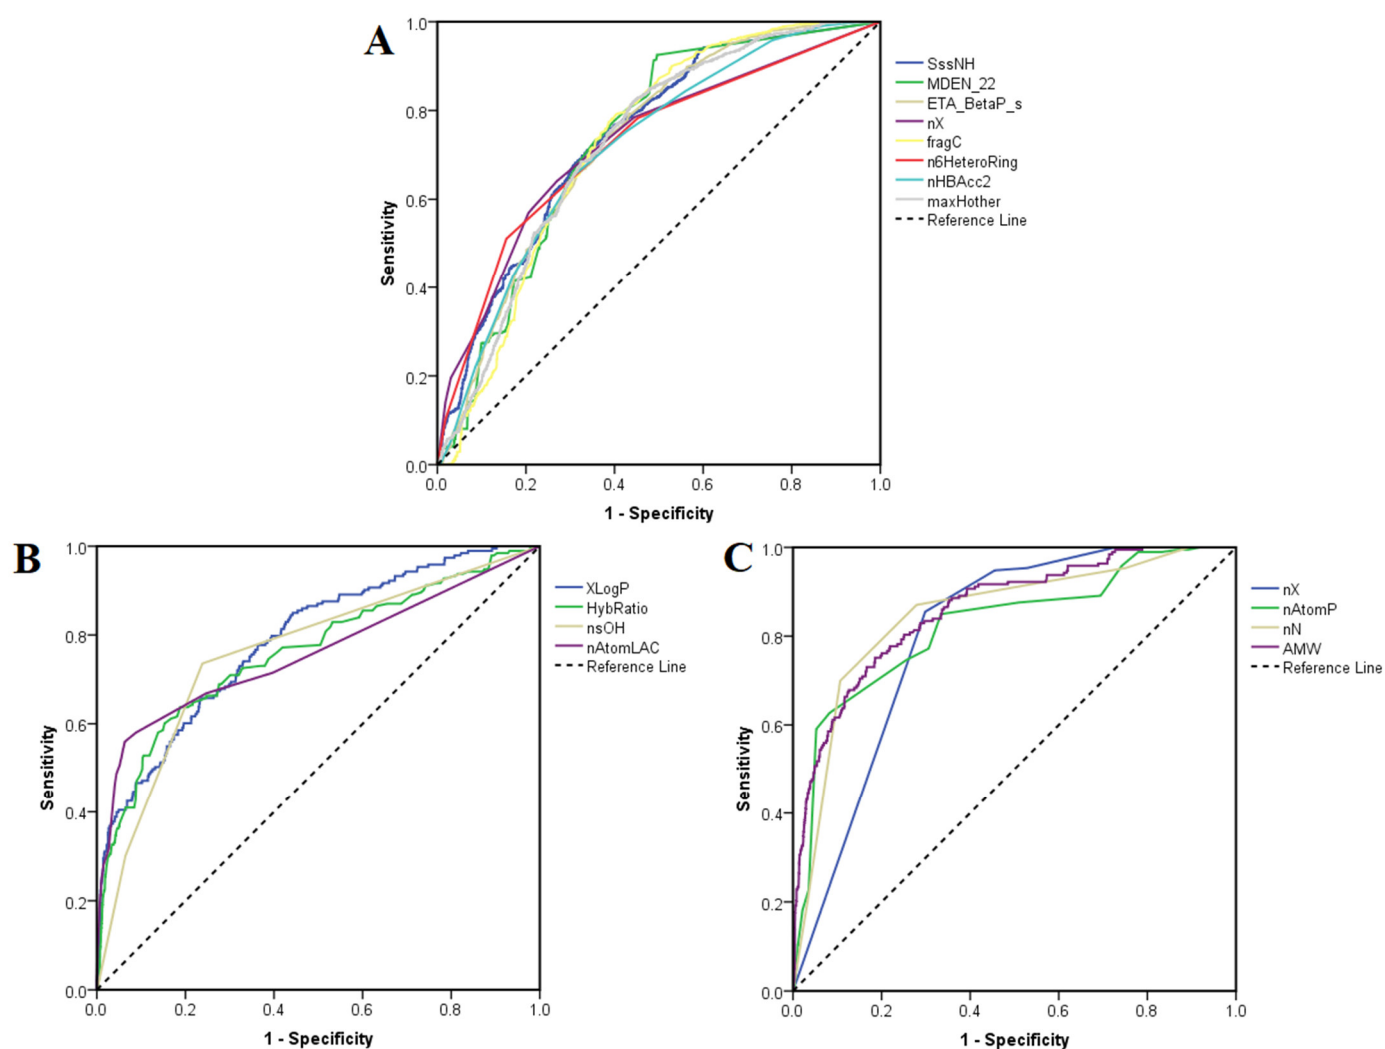 A
1.0
0.8
0.6
0.4
0.2
0.0
Sensitivity
0.0 0.2 0.4 0.6 0.8 1.0
1 - Specificity
SssNH
MDEN_22
ETA_BetaP_s
nX
fragC
n6HeteroRing
nHBAcc2
maxHother
Reference Line
B
1.0
0.8
0.6
0.4
0.2
0.0
Sensitivity
0.0 0.2 0.4 0.6 0.8 1.0
1 - Specificity
XLogP
HybRatio
nsOH
nAtomLAC
Reference Line
C
1.0
0.8
0.6
0.4
0.2
0.0
Sensitivity
0.0 0.2 0.4 0.6 0.8 1.0
1 - Specificity
nX
nAtomP
nN
AMW
Reference Line